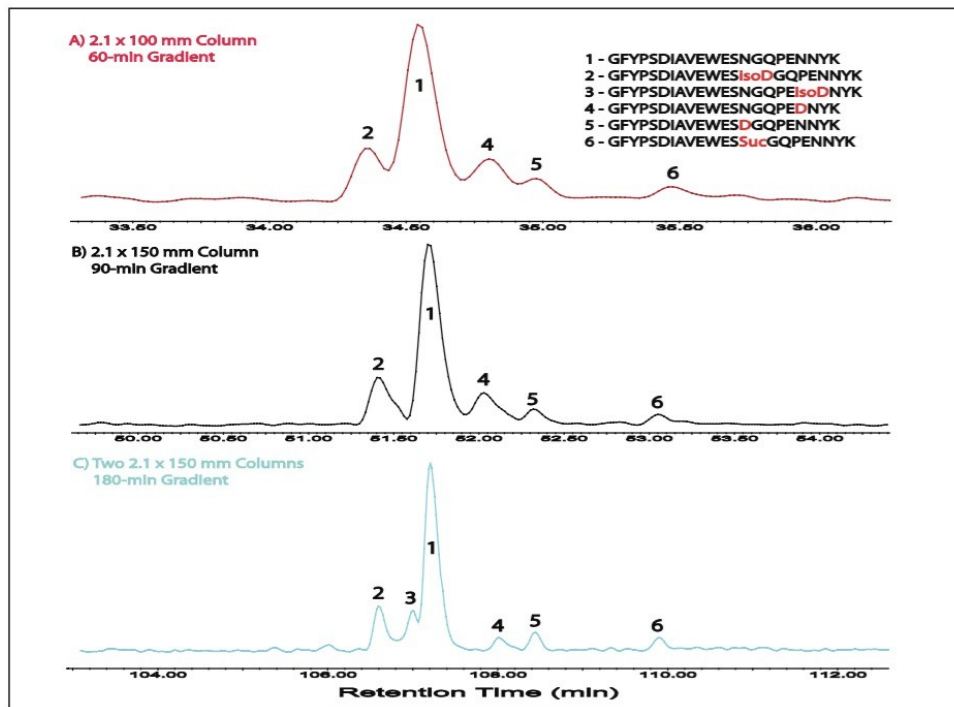 A) 2.1 x 100 mm Column
60-min Gradient
1 - GFYPSDIAVEWESNGQPENNYK
2 - GFYPSDIAVEWESIsoDGQPENNYK
3 - GFYPSDIAVEWESNGQPEIsoDNYK
4 - GFYPSDIAVEWESNGQPEDNYK
5 - GFYPSDIAVEWESDGQPENNYK
6 - GFYPSDIAVEWESSucGQPENNYK
2 1 4 5 6
33.50 34.00 34.50 35.00 35.50 36.00
B) 2.1 x 150 mm Column
90-min Gradient
2 1 4 5 6
50.00 50.50 51.00 51.50 52.00 52.50 53.00 53.50 54.00
C) Two 2.1 x 150 mm Columns
180-min Gradient
2 3 1 4 5 6
104.00 106.00 108.00 110.00 112.00
Retention Time (min)